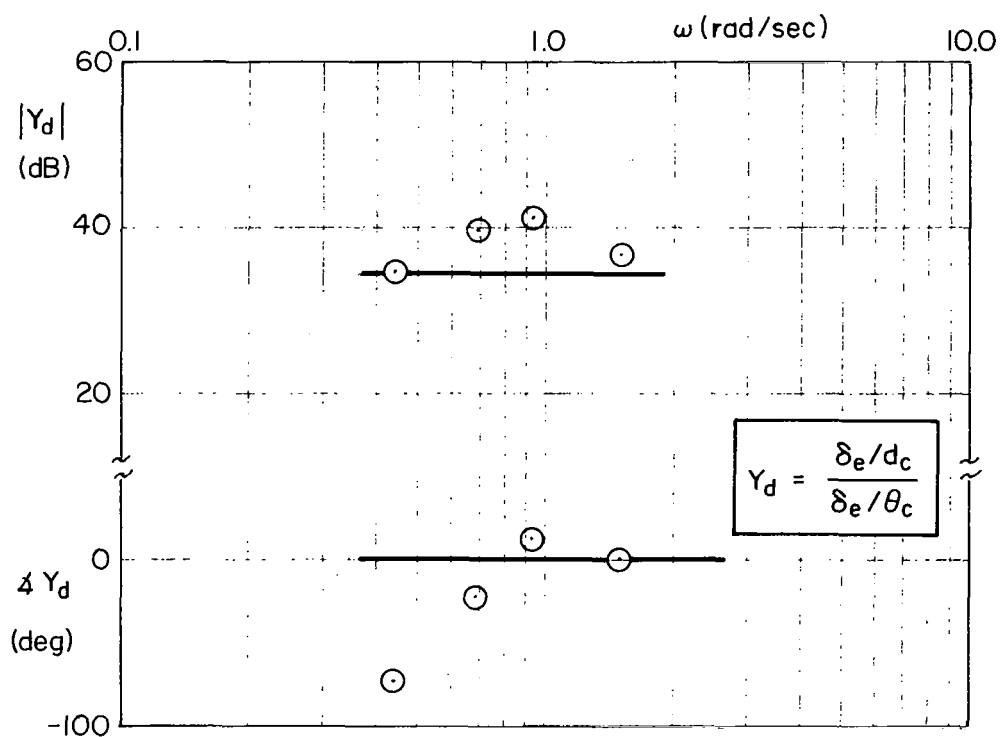 0.1 1.0 ω (rad/sec) 10.0
60
|Y_d|
(dB)
40
20
Y_d = δ_e/d_c
δ_e/θ_c
0
∡ Y_d
(deg)
-100